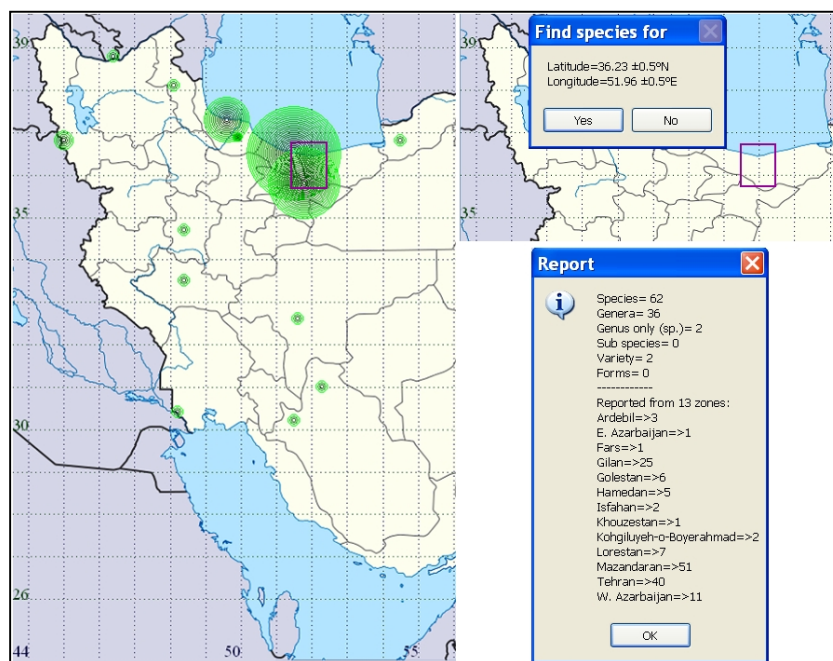 39
35
30
26
44
50
55
39
35
Find species for
Latitude=36.23 ±0.5ºN
Longitude=51.96 ±0.5ºE
Yes
No
Report
Species= 62
Genera= 36
Genus only (sp.)= 2
Sub species= 0
Variety= 2
Forms= 0
------------
Reported from 13 zones:
Ardebil=>3
E. Azarbaijan=>1
Fars=>1
Gilan=>25
Golestan=>6
Hamedan=>5
Isfahan=>2
Khouzestan=>1
Kohgiluyeh-o-Boyerahmad=>2
Lorestan=>7
Mazandaran=>51
Tehran=>40
W. Azarbaijan=>11
OK